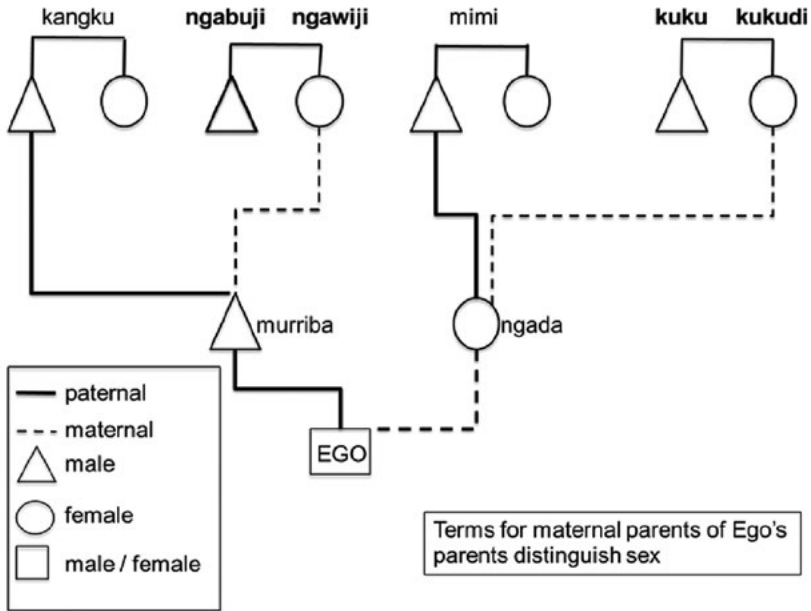 kangku
ngabuji ngawiji
mimi
kuku kukudi
murriba
ngada
EGO
paternal
maternal
male
female
male / female
Terms for maternal parents of Ego's
parents distinguish sex